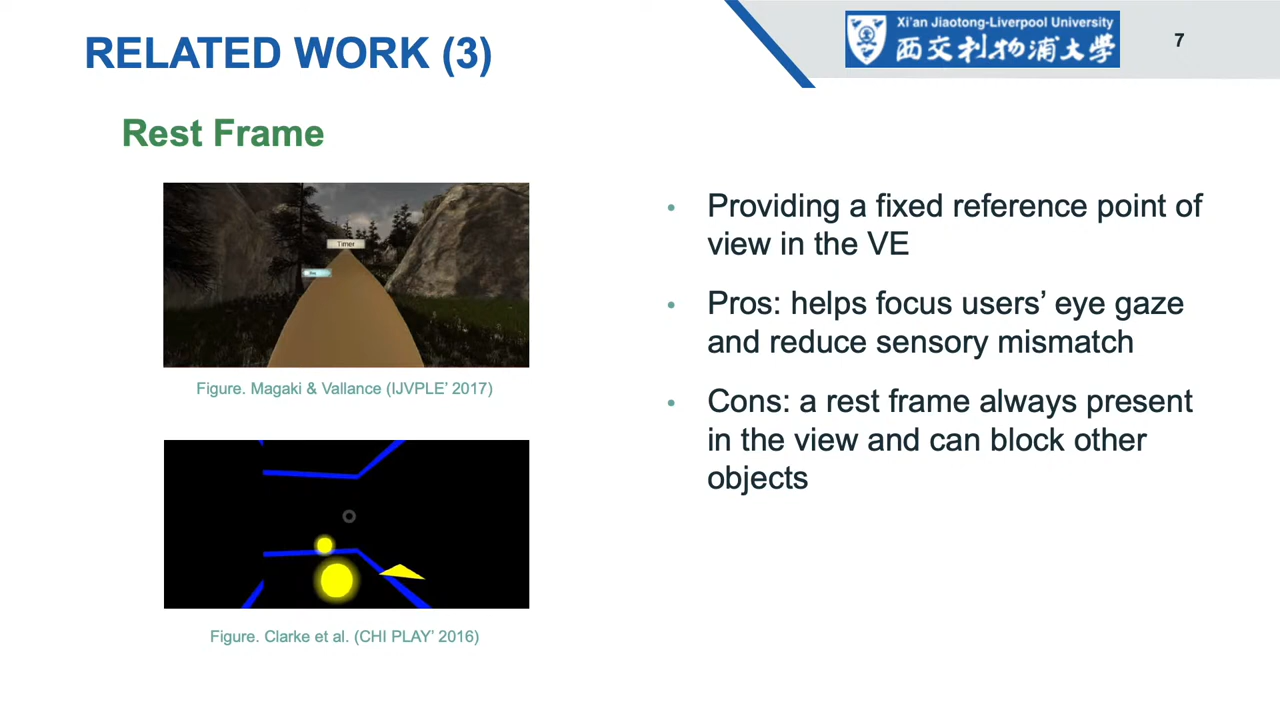 RELATED WORK (3)
Xi'an Jiaotong-Liverpool University
西交利物浦大學
7
Rest Frame
Timer
Figure. Magaki & Vallance (IJVPLE' 2017)
Figure. Clarke et al. (CHI PLAY' 2016)
• Providing a fixed reference point of
view in the VE
• Pros: helps focus users’ eye gaze
and reduce sensory mismatch
• Cons: a rest frame always present
in the view and can block other
objects